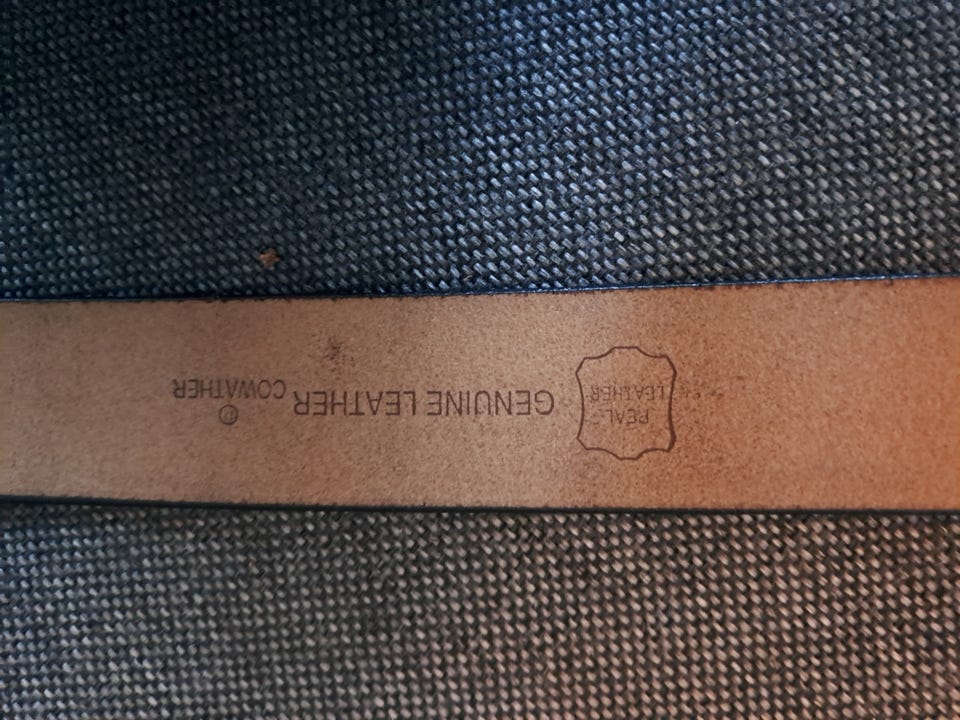 REAL
LEATHER
GENUINE LEATHER
®
COWATHER